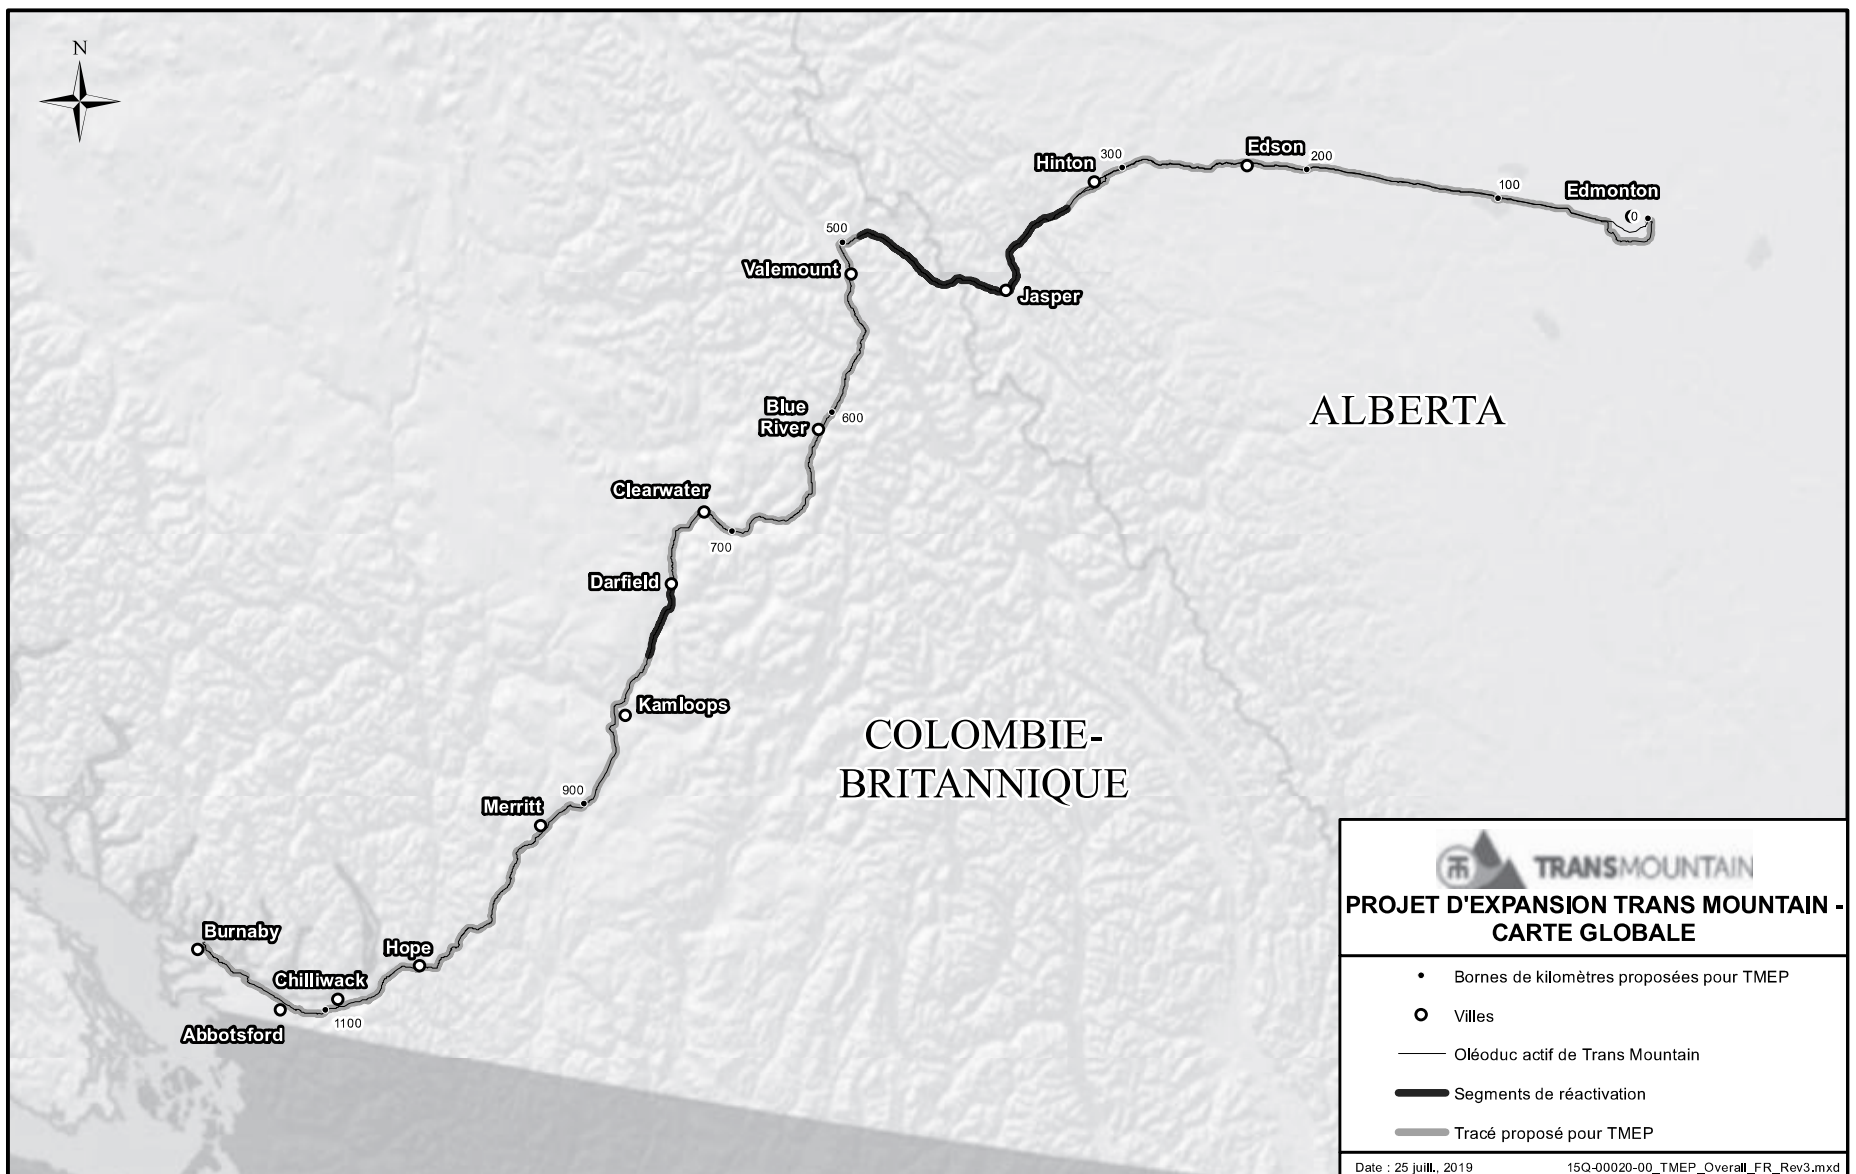 N
Edson
200
Hinton
300
100
Edmonton
0
500
Valemount
Jasper
Blue
River
600
ALBERTA
Clearwater
700
Darfield
Kamloops
COLOMBIE-
BRITANNIQUE
900
Merritt
Burnaby
Hope
Chilliwack
1100
Abbotsford
TRANSMOUNTAIN
PROJET D'EXPANSION TRANS MOUNTAIN -
CARTE GLOBALE
Bornes de kilomètres proposées pour TMEP
Villes
Oléoduc actif de Trans Mountain
Segments de réactivation
Tracé proposé pour TMEP
Date : 25 juill., 2019 15Q-00020-00_TMEP_Overall_FR_Rev3.mxd